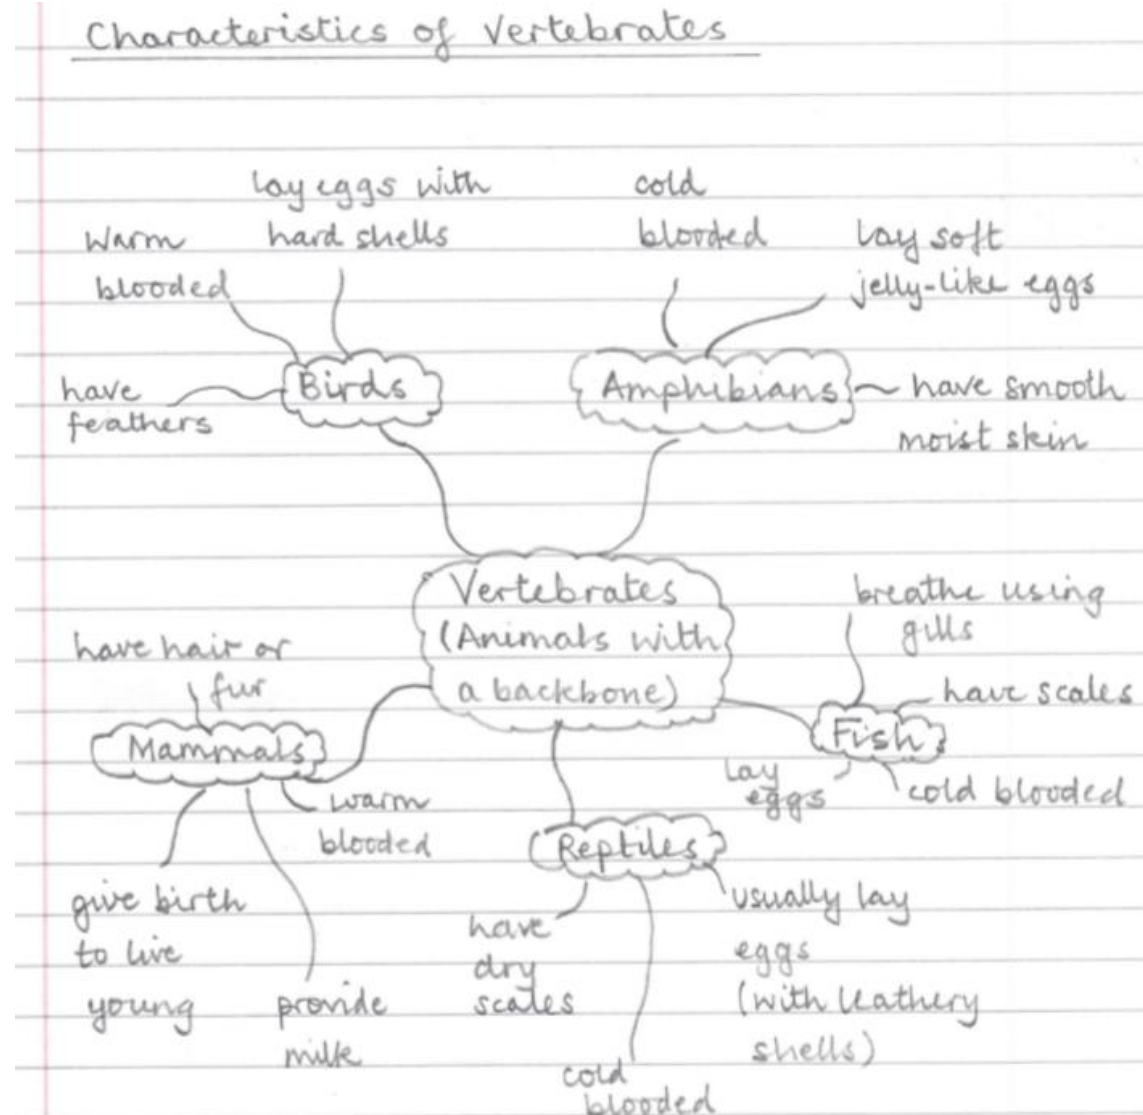 Characteristics of Vertebrates
lay eggs with
hard shells
warm
blooded
have
feathers
Birds
cold
blooded
lay soft
jelly-like eggs
Amphibians
have smooth
moist skin
Vertebrates
(Animals with
a backbone)
have hair or
fur
Mammals
warm
blooded
give birth
to live
young
provide
milk
breathe using
gills
have scales
Fish
lay
eggs
cold blooded
Reptiles
have
dry
scales
cold
blooded
usually lay
eggs
(with leathery
shells)